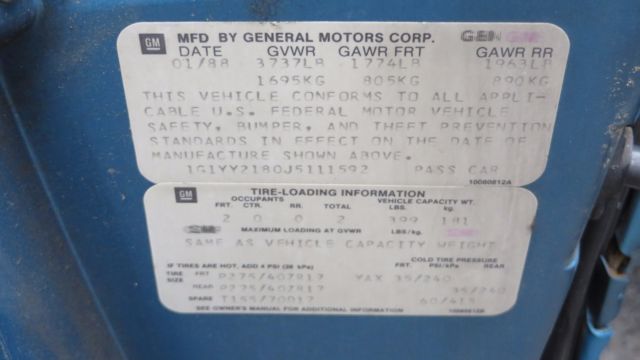 GM MFD BY GENERAL MOTORS CORP. GEN GM
DATE GVWR GAWR FRT GAWR RR
01/88 3737LB 1774LB 1963LB
1695KG 805KG 890KG
THIS VEHICLE CONFORMS TO ALL APPLI-
CABLE U.S. FEDERAL MOTOR VEHICLE
SAFETY, BUMPER, AND THEFT PREVENTION
STANDARDS IN EFFECT ON THE DATE OF
MANUFACTURE SHOWN ABOVE.
1G1YY2180J5111592 PASS CAR
10080812A
GM TIRE-LOADING INFORMATION
OCCUPANTS VEHICLE CAPACITY WT.
FRT. CTR. RR. TOTAL LBS. kg.
2 0 0 2 399 181
MAXIMUM LOADING AT GVWR LBS/kg.
SAME AS VEHICLE CAPACITY WEIGHT
COLD TIRE PRESSURE
IF TIRES ARE HOT, ADD 4 PSI (28 kPa) FRT. PSI/kPa REAR
TIRE SIZE FRT P275/40ZR17 35/240
REAR P275/40ZR17 35/240
SPARE T155/70D17 60/415
SEE OWNER'S MANUAL FOR ADDITIONAL INFORMATION